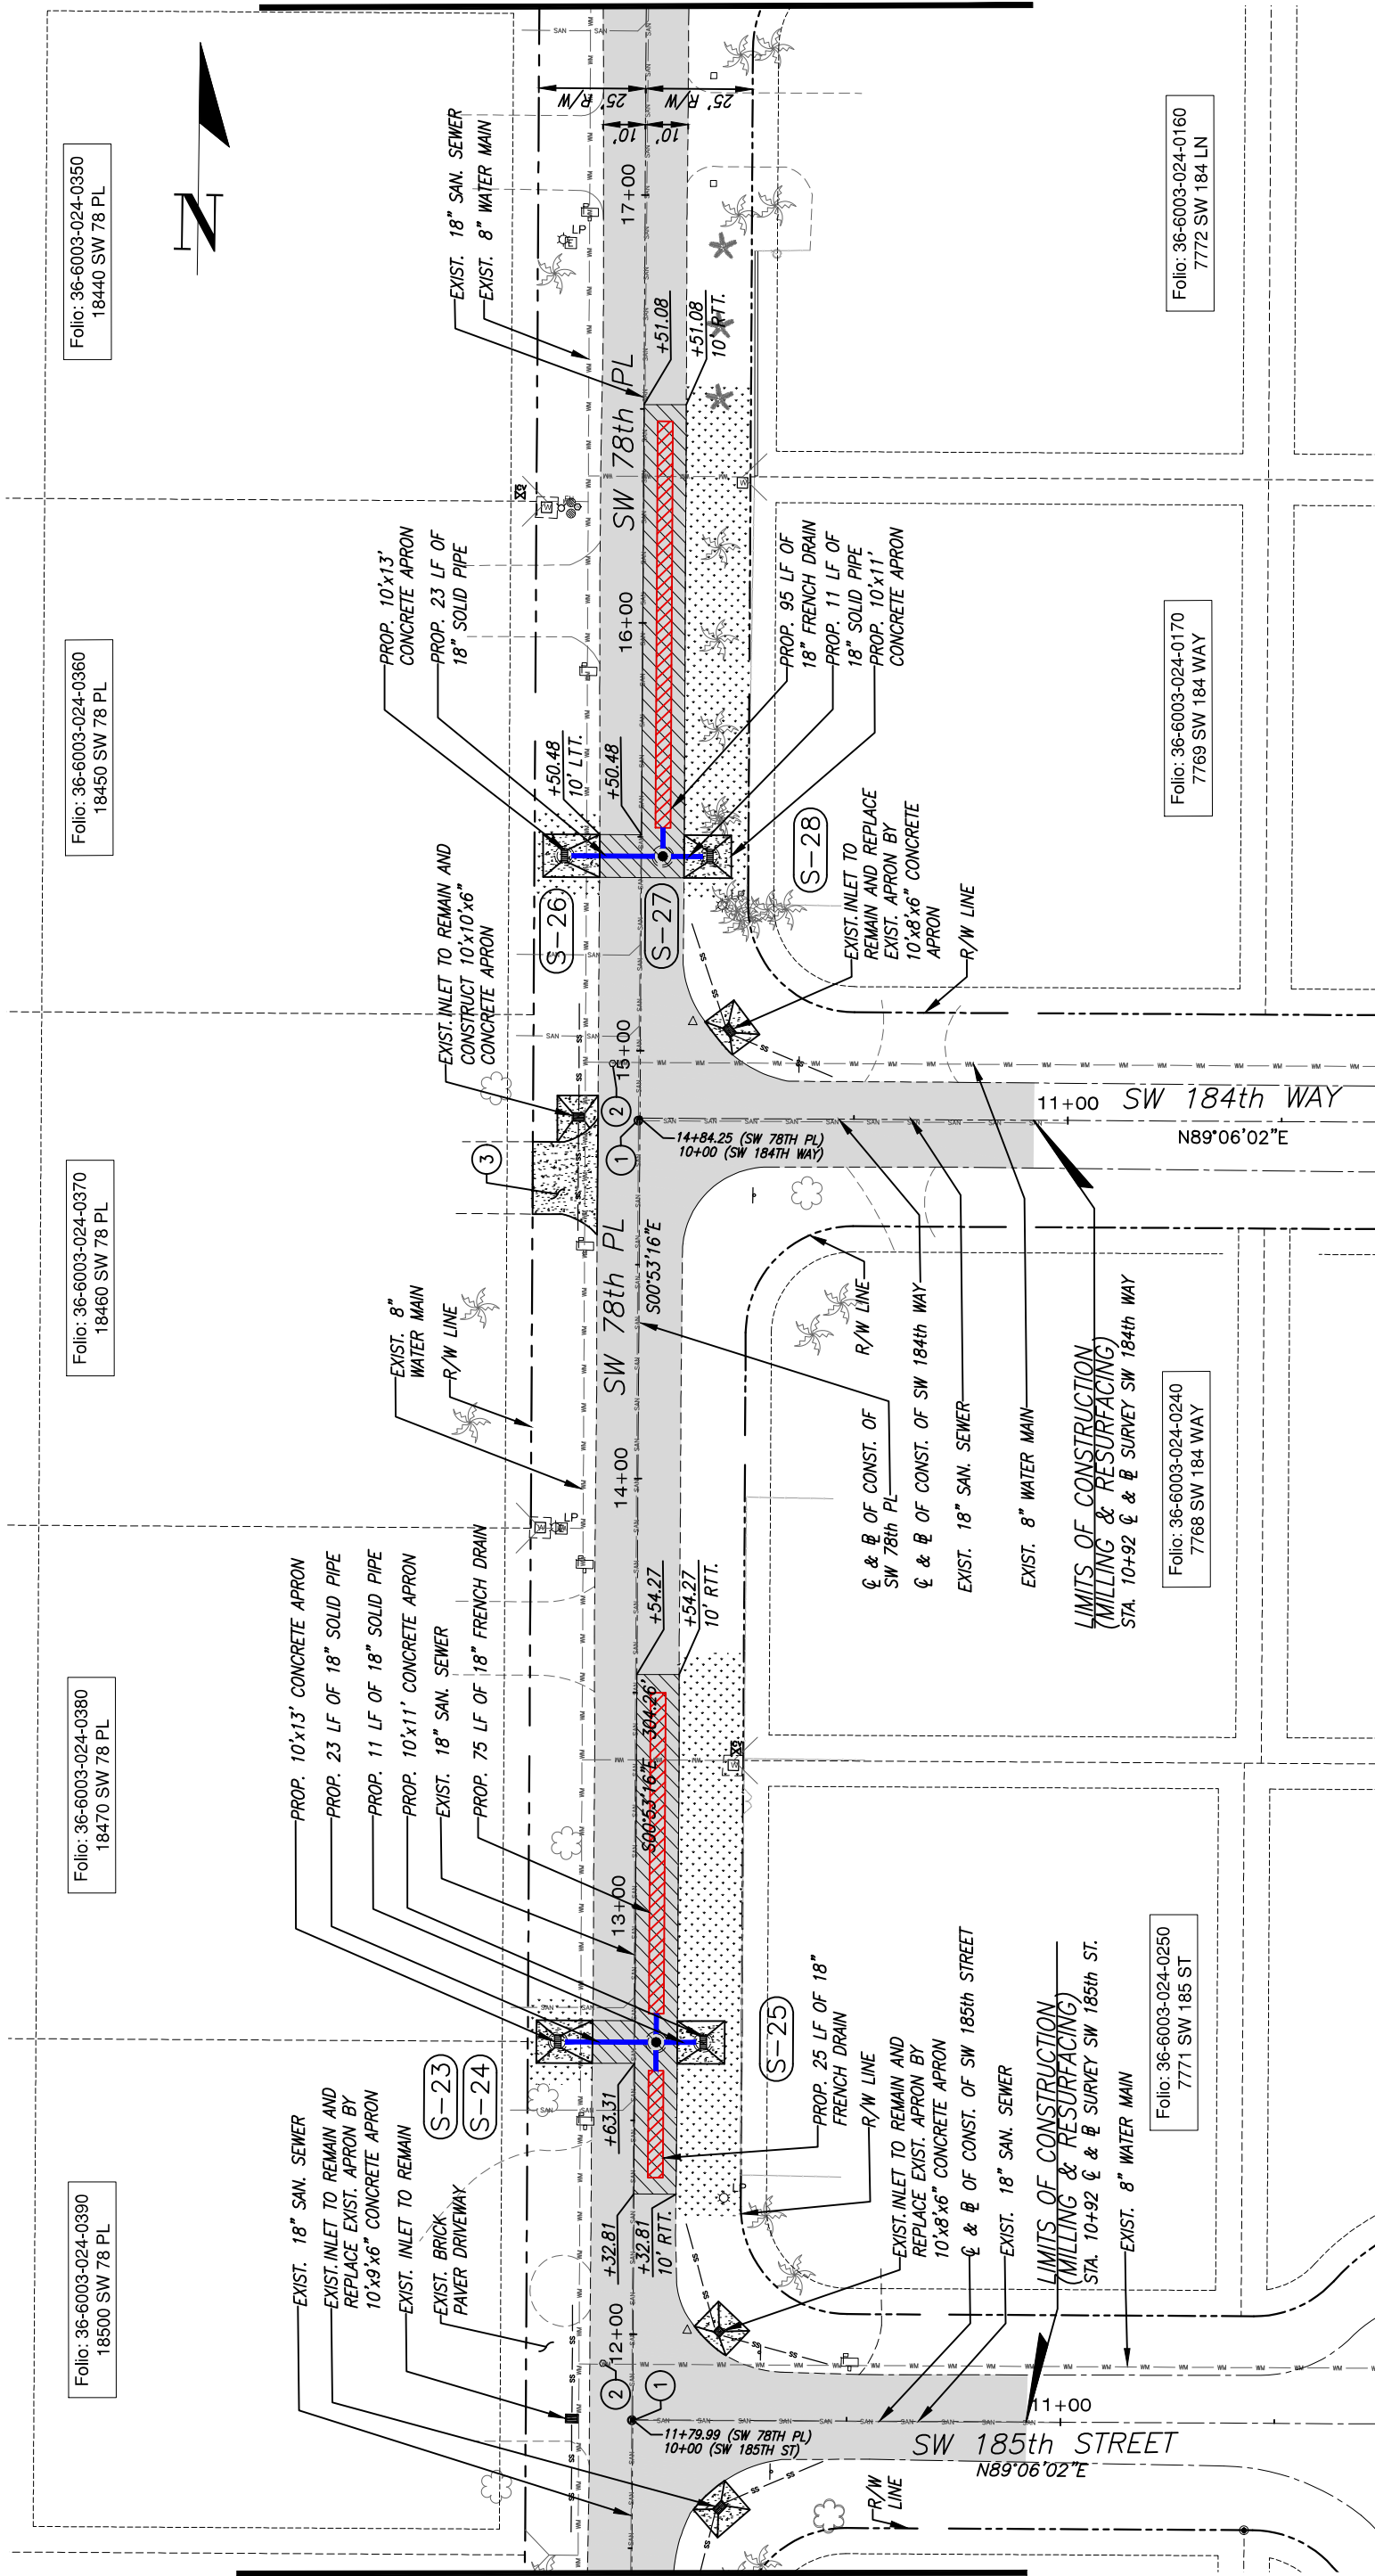 Folio: 36-6003-024-0350
18440 SW 78 PL
Folio: 36-6003-024-0360
18450 SW 78 PL
Folio: 36-6003-024-0370
18460 SW 78 PL
Folio: 36-6003-024-0380
18470 SW 78 PL
Folio: 36-6003-024-0390
18500 SW 78 PL
N
EXIST. 18" SAN. SEWER
EXIST. 8" WATER MAIN
25' R/W
25' R/W
10'
10'
17+00
LP
SW 78th PL
+51.08
+51.08
10' RTT.
PROP. 10'x13'
CONCRETE APRON
PROP. 23 LF OF
18" SOLID PIPE
16+00
+50.48
10' LTT.
+50.48
PROP. 95 LF OF
18" FRENCH DRAIN
PROP. 11 LF OF
18" SOLID PIPE
PROP. 10'x11'
CONCRETE APRON
S-26
S-27
S-28
EXIST. INLET TO REMAIN AND
CONSTRUCT 10'x10'x6"
CONCRETE APRON
EXIST. INLET TO
REMAIN AND REPLACE
EXIST. APRON BY
10'x8'x6" CONCRETE
APRON
R/W LINE
15+00
2
1
3
14+84.25 (SW 78TH PL)
10+00 (SW 184TH WAY)
11+00
SW 184th WAY
N89°06'02"E
SW 78th PL
S00°53'16"E
EXIST. 8"
WATER MAIN
R/W LINE
14+00
LP
R/W LINE
℄ & B OF CONST. OF
SW 78th PL
℄ & B OF CONST. OF SW 184th WAY
EXIST. 18" SAN. SEWER
EXIST. 8" WATER MAIN
LIMITS OF CONSTRUCTION
(MILLING & RESURFACING)
STA. 10+92 ℄ & B SURVEY SW 184th WAY
PROP. 10'x13' CONCRETE APRON
PROP. 23 LF OF 18" SOLID PIPE
PROP. 11 LF OF 18" SOLID PIPE
PROP. 10'x11' CONCRETE APRON
EXIST. 18" SAN. SEWER
PROP. 75 LF OF 18" FRENCH DRAIN
+54.27
+54.27
10' RTT.
S00°53'16"E 304.26'
13+00
S-23
S-24
S-25
+63.31
PROP. 25 LF OF 18"
FRENCH DRAIN
R/W LINE
EXIST. 18" SAN. SEWER
EXIST. INLET TO REMAIN AND
REPLACE EXIST. APRON BY
10'x9'x6" CONCRETE APRON
EXIST. INLET TO REMAIN
EXIST. BRICK
PAVER DRIVEWAY
+32.81
+32.81
10' RTT.
LP
EXIST. INLET TO REMAIN AND
REPLACE EXIST. APRON BY
10'x8'x6" CONCRETE APRON
℄ & B OF CONST. OF SW 185th STREET
EXIST. 18" SAN. SEWER
LIMITS OF CONSTRUCTION
(MILLING & RESURFACING)
STA. 10+92 ℄ & B SURVEY SW 185th ST.
EXIST. 8" WATER MAIN
12+00
2
1
11+79.99 (SW 78TH PL)
10+00 (SW 185TH ST)
11+00
SW 185th STREET
N89°06'02"E
R/W
LINE
Folio: 36-6003-024-0160
7772 SW 184 LN
Folio: 36-6003-024-0170
7769 SW 184 WAY
Folio: 36-6003-024-0240
7768 SW 184 WAY
Folio: 36-6003-024-0250
7771 SW 185 ST